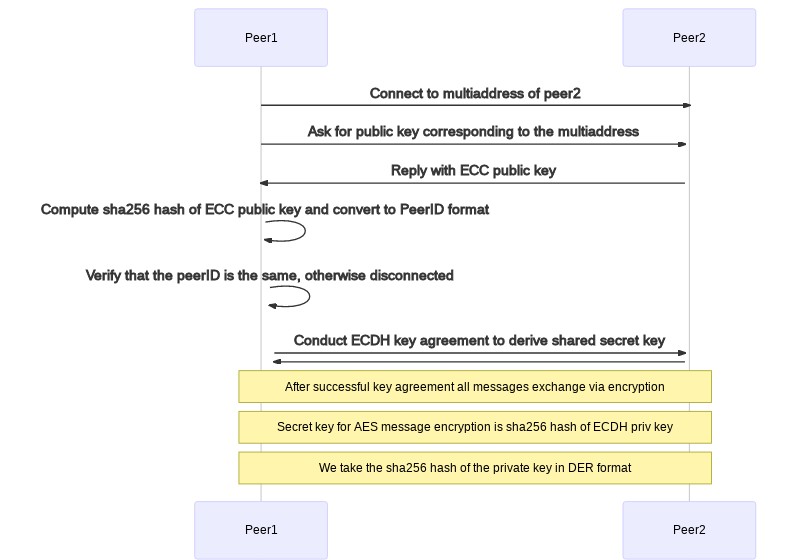 Peer1
Peer2
Connect to multiaddress of peer2
Ask for public key corresponding to the multiaddress
Reply with ECC public key
Compute sha256 hash of ECC public key and convert to PeerID format
Verify that the peerID is the same, otherwise disconnected
Conduct ECDH key agreement to derive shared secret key
After successful key agreement all messages exchange via encryption
Secret key for AES message encryption is sha256 hash of ECDH priv key
We take the sha256 hash of the private key in DER format
Peer1
Peer2